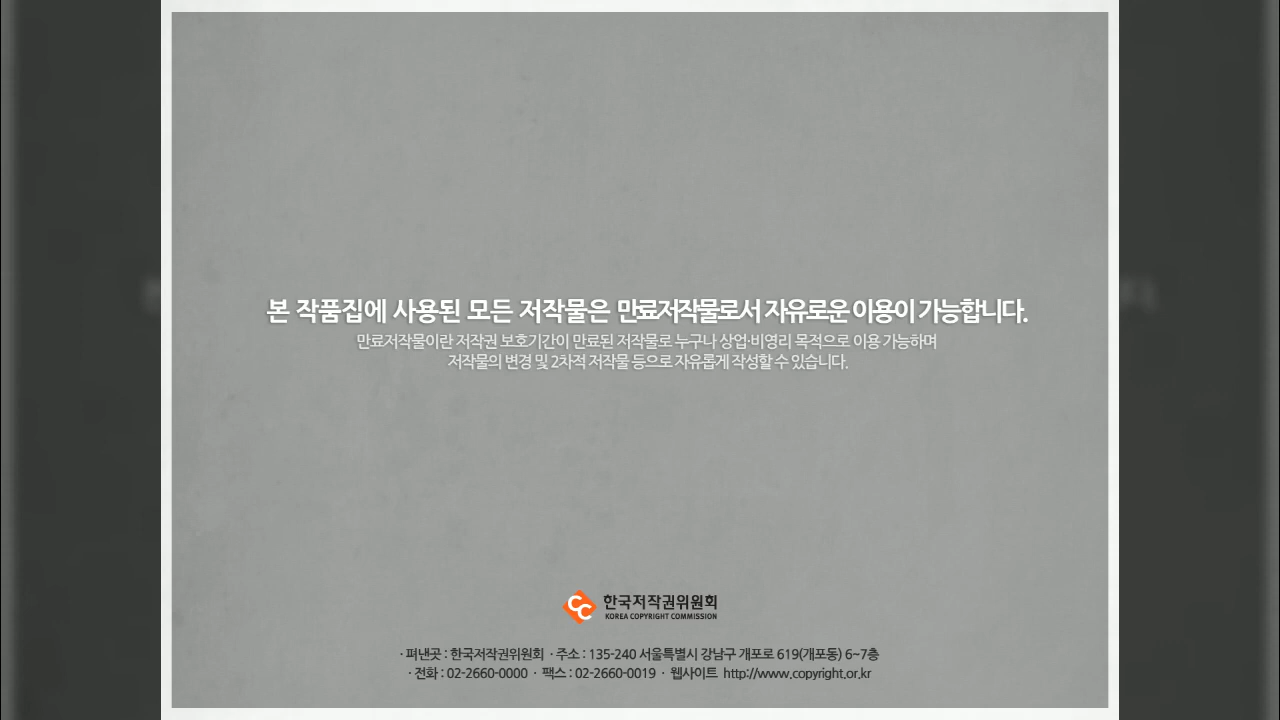 본 작품집에 사용된 모든 저작물은 만료저작물로서 자유로운 이용이 가능합니다.
만료저작물이란 저작권 보호기간이 만료된 저작물로 누구나 상업·비영리 목적으로 이용 가능하며
저작물의 변경 및 2차적 저작물 등으로 자유롭게 작성할 수 있습니다.
CC 한국저작권위원회
KOREA COPYRIGHT COMMISSION
· 펴낸곳 : 한국저작권위원회 · 주소 : 135-240 서울특별시 강남구 개포로 619(개포동) 6~7층
· 전화 : 02-2660-0000 · 팩스 : 02-2660-0019 · 웹사이트 http://www.copyright.or.kr